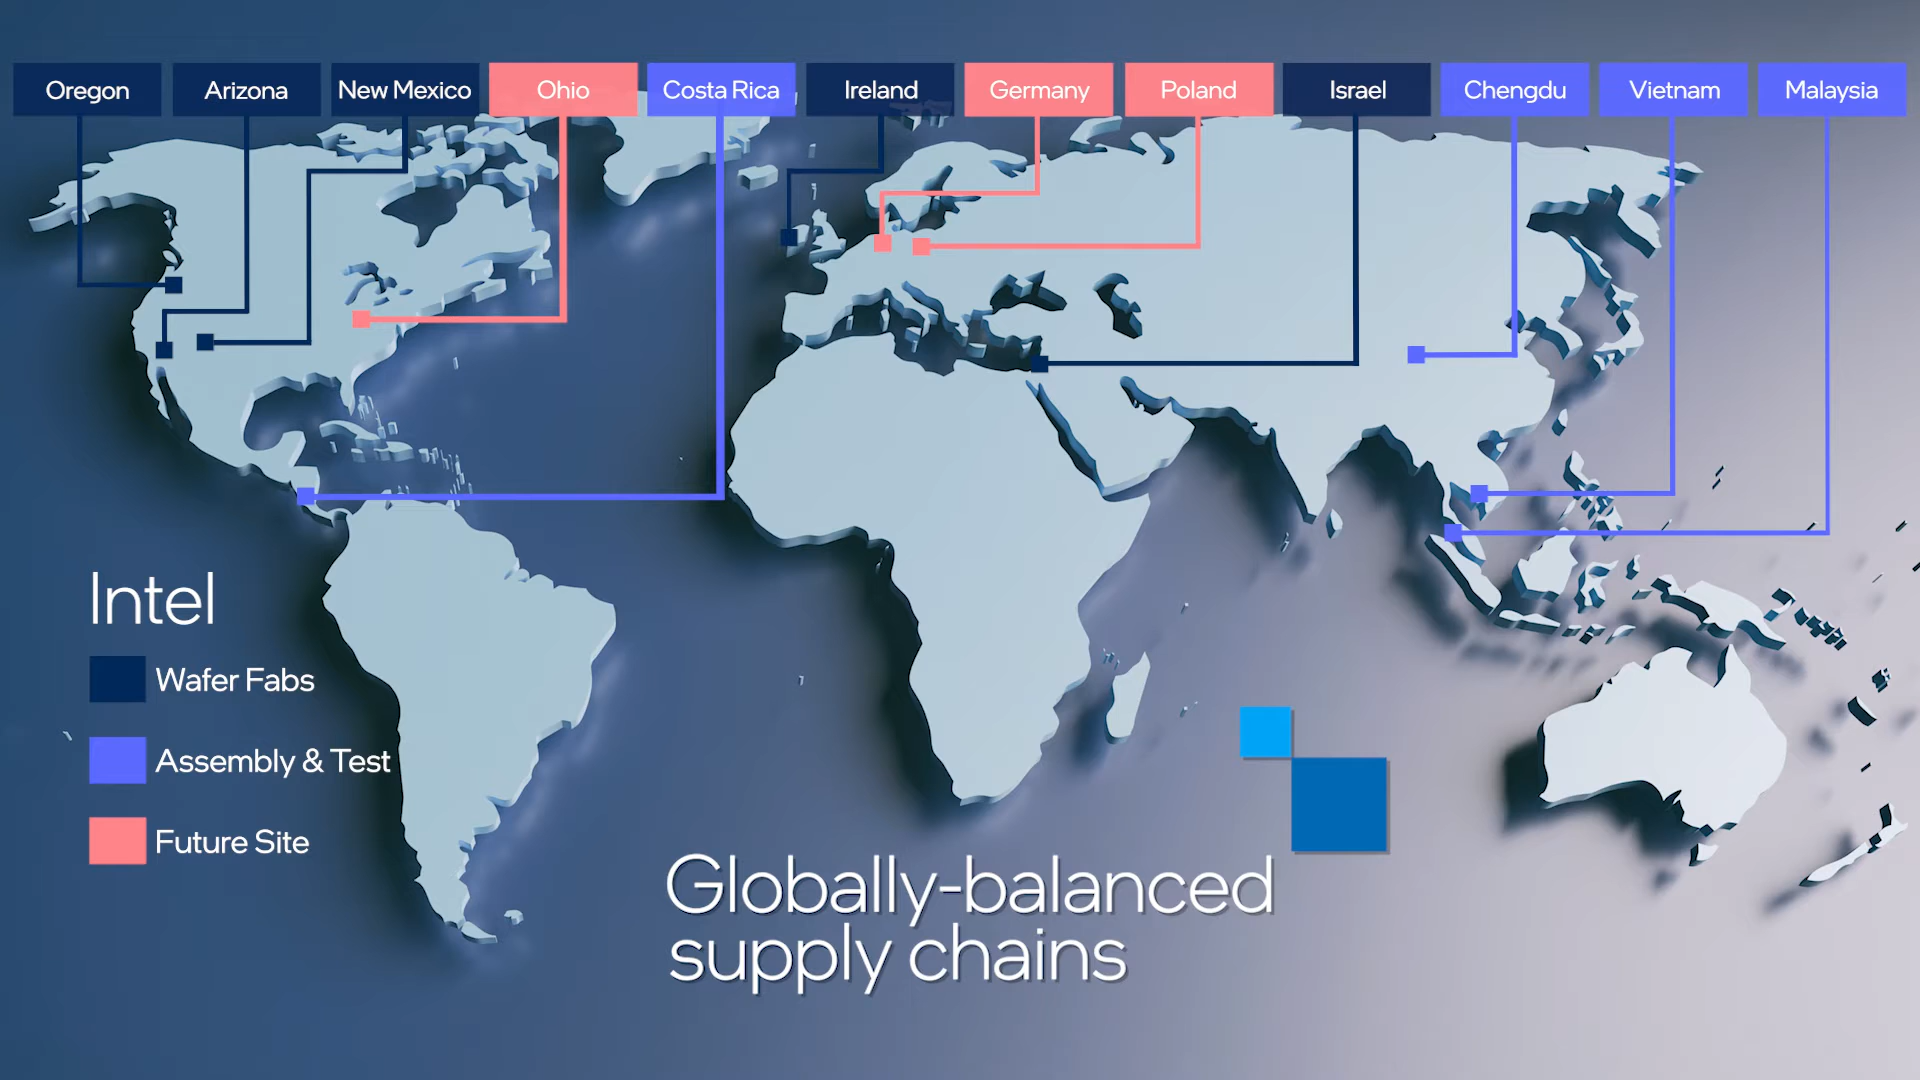 Oregon
Arizona
New Mexico
Ohio
Costa Rica
Ireland
Germany
Poland
Israel
Chengdu
Vietnam
Malaysia
Intel
Wafer Fabs
Assembly & Test
Future Site
Globally-balanced
supply chains